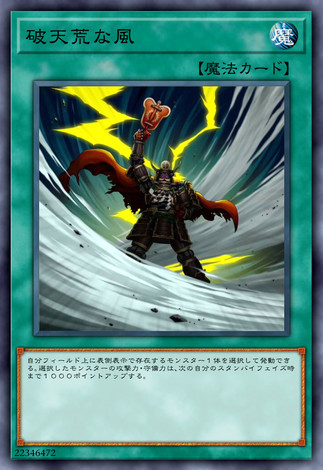 破天荒な風
魔
【魔法カード】
自分フィールド上に表側表示で存在するモンスター1体を選択して発動でき
る。選択したモンスターの攻撃力・守備力は、次の自分のスタンバイフェイズ時
まで1000ポイントアップする。
22346472